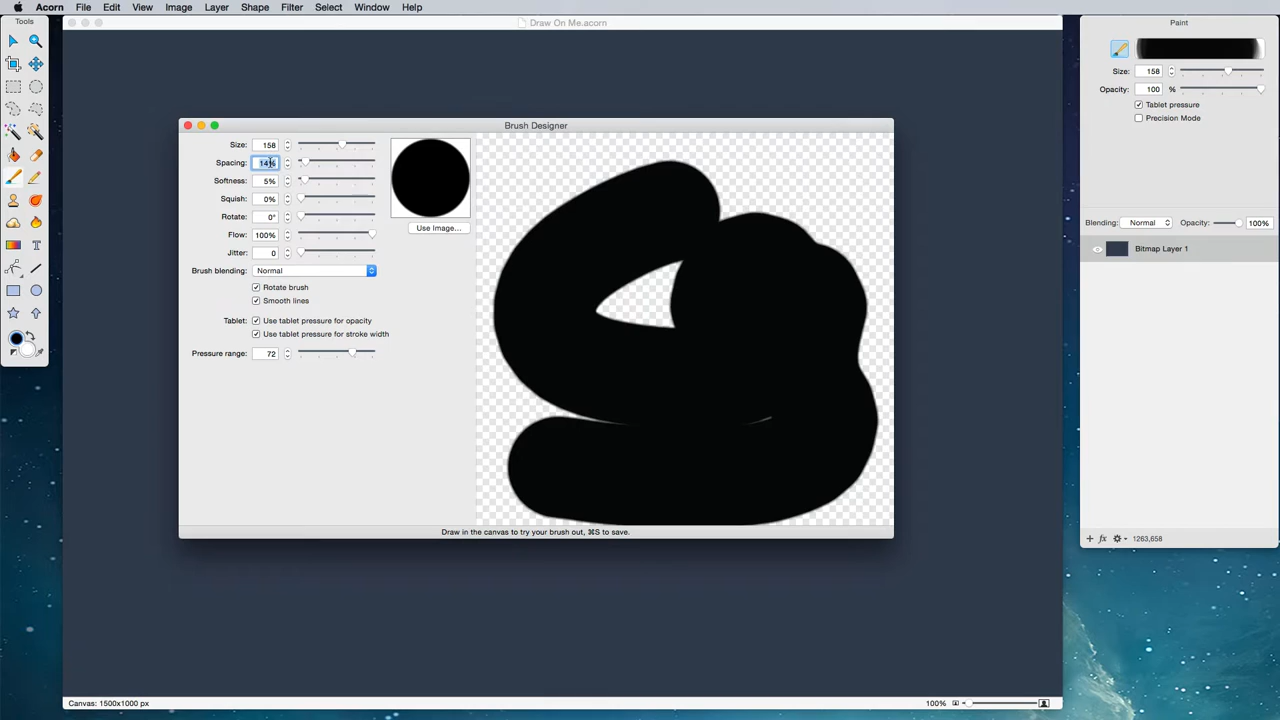 Acorn File Edit View Image Layer Shape Filter Select Window Help
Tools
Draw On Me.acorn
Paint
Size: 158
Opacity: 100 %
Tablet pressure
Precision Mode
Brush Designer
Size: 158
Spacing: 14%
Softness: 5%
Squish: 0%
Rotate: 0°
Flow: 100%
Jitter: 0
Use Image...
Brush blending: Normal
Rotate brush
Smooth lines
Tablet: Use tablet pressure for opacity
Use tablet pressure for stroke width
Pressure range: 72
Draw in the canvas to try your brush out, ⌘S to save.
Blending: Normal Opacity: 100%
Bitmap Layer 1
fx 1263,658
T
Canvas: 1500x1000 px
100%